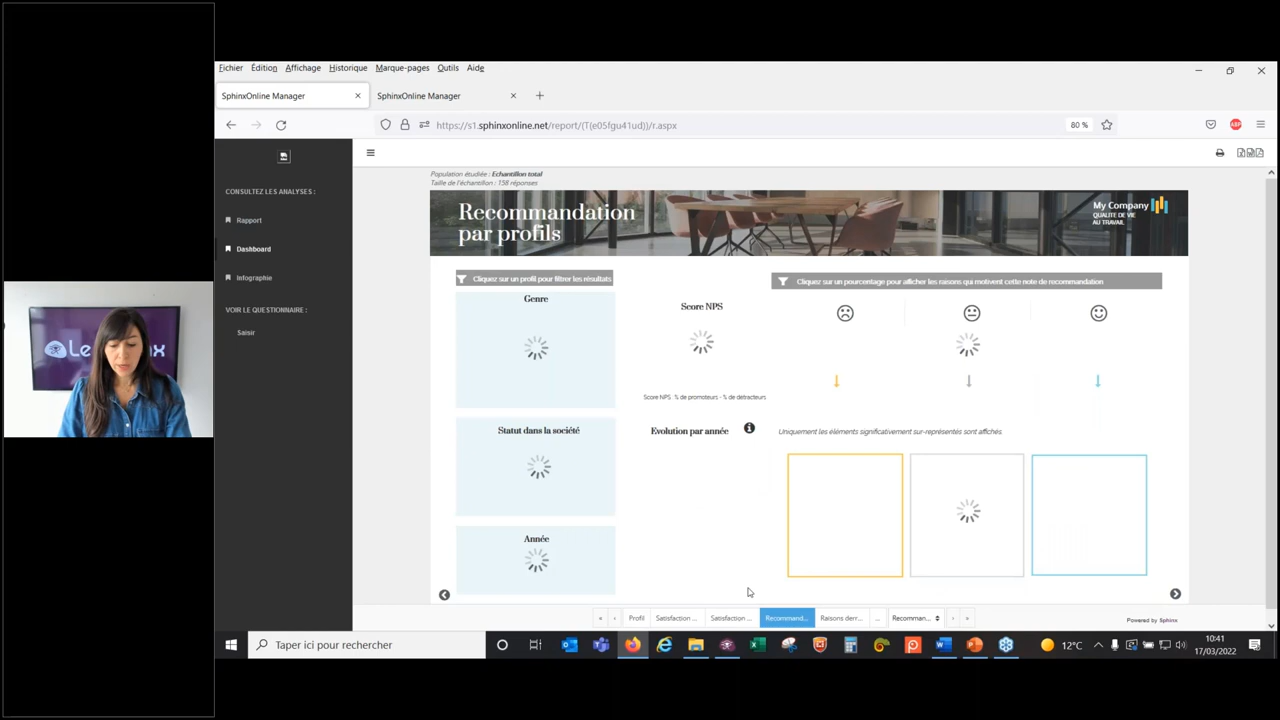 Fichier Édition Affichage Historique Marque-pages Outils Aide
SphinxOnline Manager
SphinxOnline Manager
https://s1.sphinxonline.net/report/(T(e05fgu41ud))/r.aspx
80 %
ABP
CONSULTEZ LES ANALYSES :
Rapport
Dashboard
Infographie
VOIR LE QUESTIONNAIRE :
Saisir
Population étudiée : Echantillon total
Taille de l'échantillon : 158 réponses
Recommandation
par profils
My Company
QUALITE DE VIE
AU TRAVAIL
Cliquez sur un profil pour filtrer les résultats
Cliquez sur un pourcentage pour afficher les raisons qui motivent cette note de recommandation
Genre
Score NPS
Score NPS : % de promoteurs - % de détracteurs
Statut dans la société
Evolution par année
Uniquement les éléments significativement sur-représentés sont affichés.
Année
Profil
Satisfaction ...
Satisfaction ...
Recommand...
Raisons derr...
...
Recomman...
Powered by Sphinx
Taper ici pour rechercher
12°C
10:41
17/03/2022